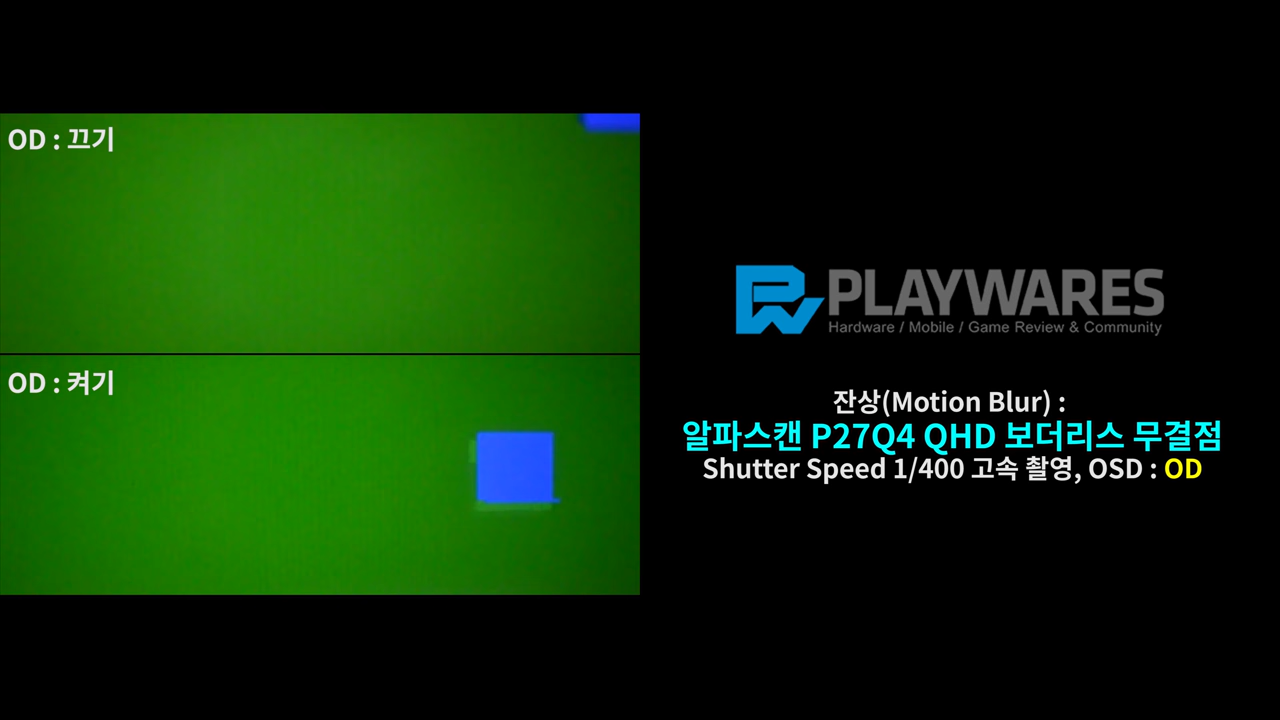 OD : 끄기
OD : 켜기
PLAYWARES
Hardware / Mobile / Game Review & Community
잔상(Motion Blur) :
알파스캔 P27Q4 QHD 보더리스 무결점
Shutter Speed 1/400 고속 촬영, OSD : OD